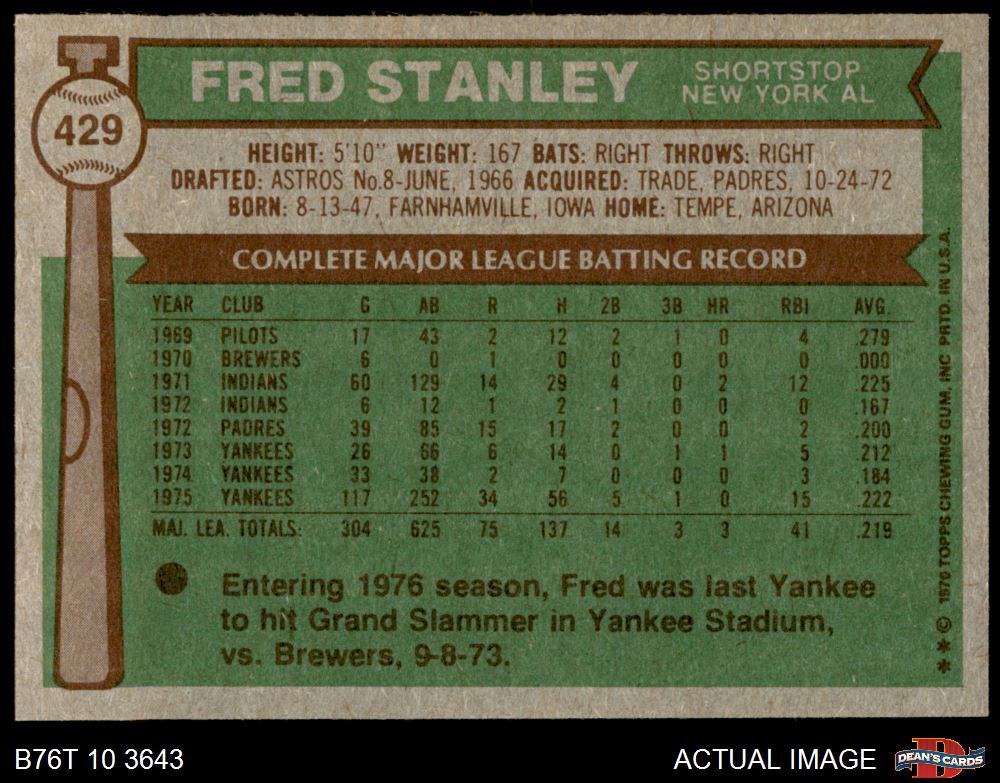 FRED STANLEY
SHORTSTOP
NEW YORK AL
429
HEIGHT: 5'10" WEIGHT: 167 BATS: RIGHT THROWS: RIGHT
DRAFTED: ASTROS No.8-JUNE, 1966 ACQUIRED: TRADE, PADRES, 10-24-72
BORN: 8-13-47, FARNHAMVILLE, IOWA HOME: TEMPE, ARIZONA
COMPLETE MAJOR LEAGUE BATTING RECORD
YEAR CLUB G AB R H 2B 3B HR RBI AVG.
1969 PILOTS 17 43 2 12 2 1 0 4 .279
1970 BREWERS 6 0 1 0 0 0 0 0 .000
1971 INDIANS 60 129 14 29 4 0 2 12 .225
1972 INDIANS 6 12 1 2 1 0 0 0 .167
1972 PADRES 39 85 15 17 2 0 0 2 .200
1973 YANKEES 26 66 6 14 0 1 1 5 .212
1974 YANKEES 33 38 2 7 0 0 0 3 .184
1975 YANKEES 117 252 34 56 5 1 0 15 .222
MAJ. LEA. TOTALS: 304 625 75 137 14 3 3 41 .219
Entering 1976 season, Fred was last Yankee
to hit Grand Slammer in Yankee Stadium,
vs. Brewers, 9-8-73.
** © 1976 TOPPS CHEWING GUM, INC PRTD. IN U.S.A.
B76T 10 3643
ACTUAL IMAGE
D
DEAN'S CARDS